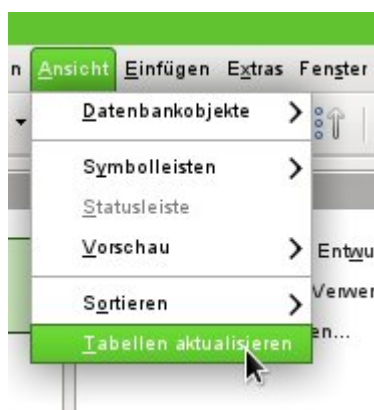 n Ansicht Einfügen Extras Fenster
Datenbankobjekte
Symbolleisten
Statusleiste
Vorschau
Entwu
Sortieren
Verwer
Tabellen aktualisieren
en...